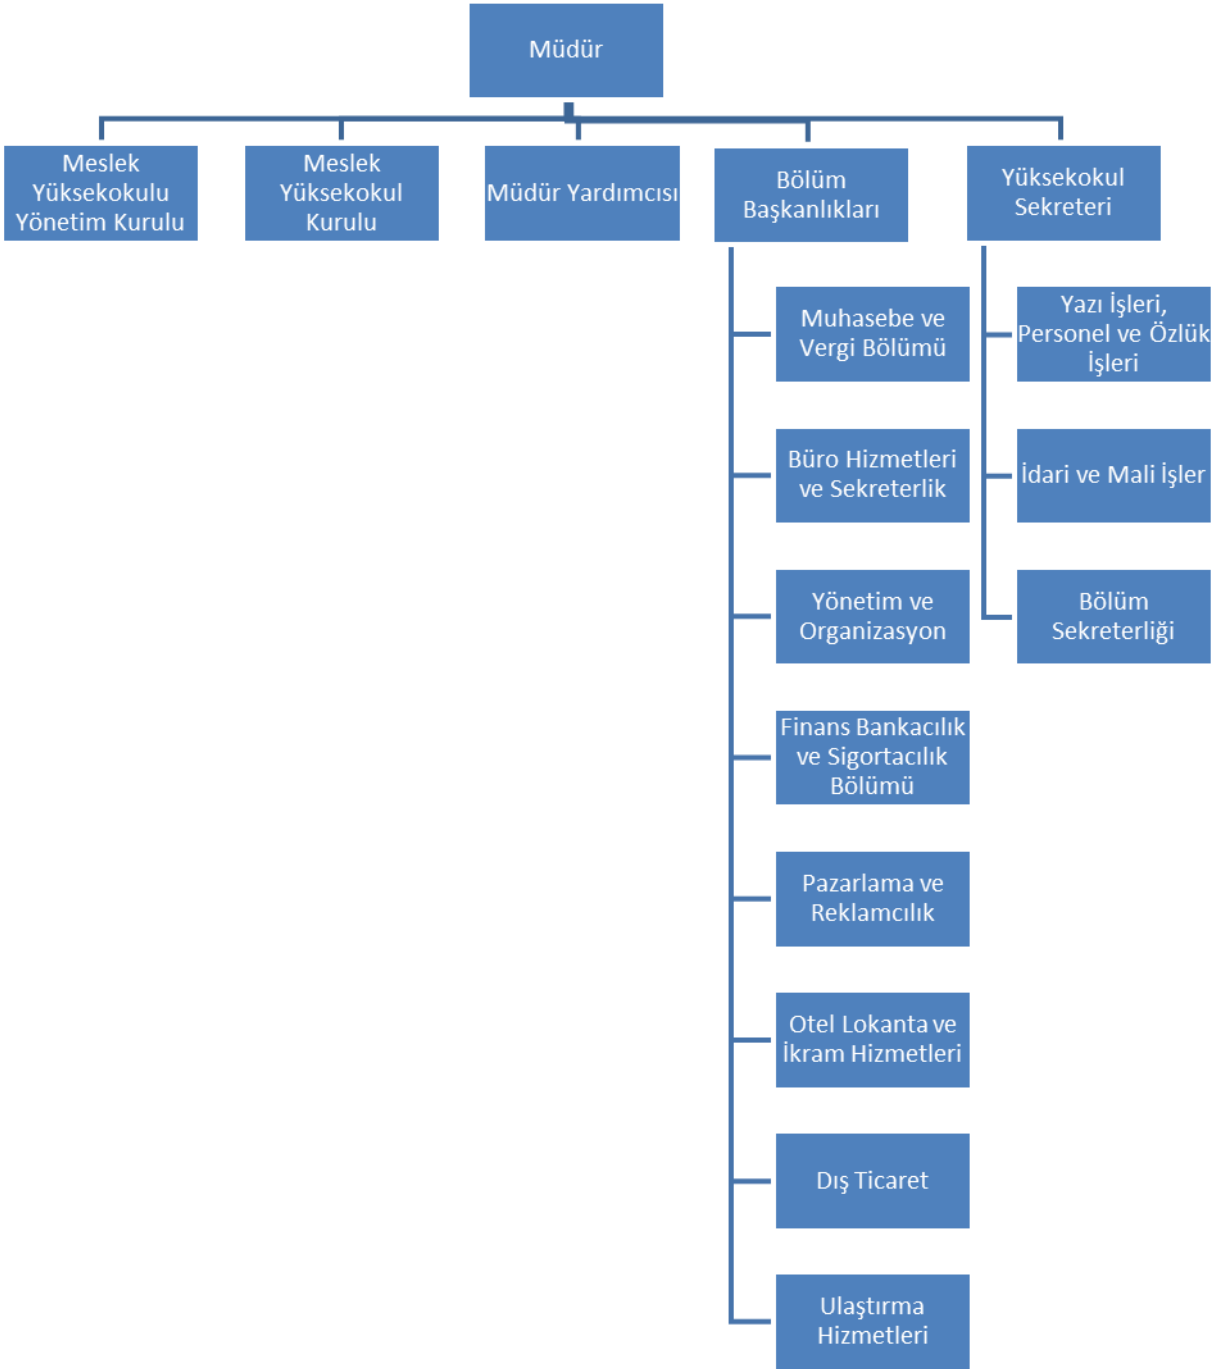 Müdür
Meslek
Yüksekokulu
Yönetim Kurulu
Meslek
Yüksekokul
Kurulu
Müdür Yardımcısı
Bölüm
Başkanlıkları
Yüksekokul
Sekreteri
Muhasebe ve
Vergi Bölümü
Büro Hizmetleri
ve Sekreterlik
Yönetim ve
Organizasyon
Finans Bankacılık
ve Sigortacılık
Bölümü
Pazarlama ve
Reklamcılık
Otel Lokanta ve
İkram Hizmetleri
Dış Ticaret
Ulaştırma
Hizmetleri
Yazı İşleri,
Personel ve Özlük
İşleri
İdari ve Mali İşler
Bölüm
Sekreterliği